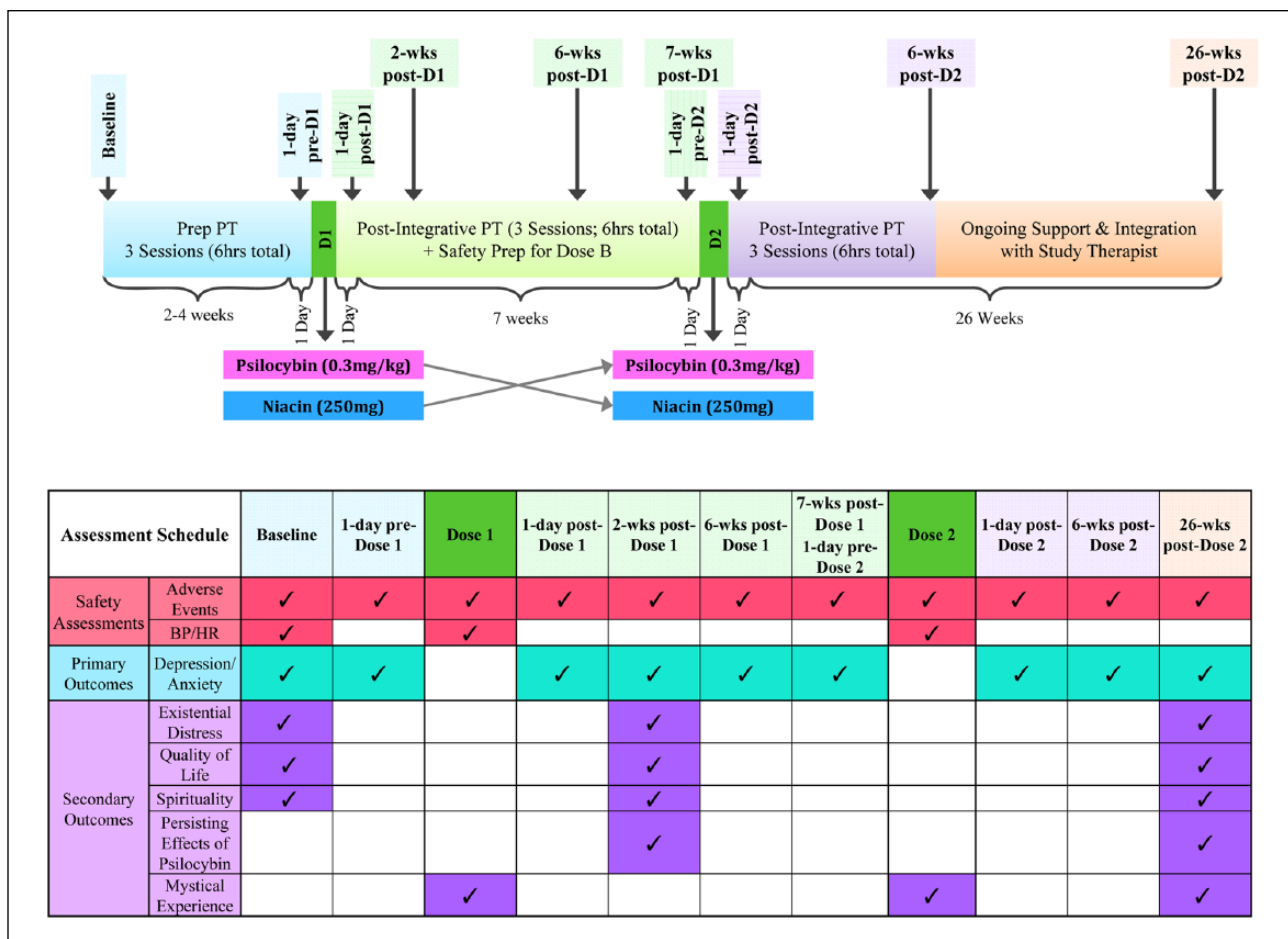 2-wks
post-D1
6-wks
post-D1
7-wks
post-D1
6-wks
post-D2
26-wks
post-D2
Baseline
1-day
pre-D1
1-day
post-D1
1-day
pre-D2
1-day
post-D2
Prep PT
3 Sessions (6hrs total)
D1
Post-Integrative PT (3 Sessions; 6hrs total)
+ Safety Prep for Dose B
D2
Post-Integrative PT
3 Sessions (6hrs total)
Ongoing Support & Integration
with Study Therapist
2-4 weeks
1 Day
1 Day
7 weeks
1 Day
1 Day
26 Weeks
Psilocybin (0.3mg/kg)
Psilocybin (0.3mg/kg)
Niacin (250mg)
Niacin (250mg)
Assessment Schedule
Baseline
1-day pre-
Dose 1
Dose 1
1-day post-
Dose 1
2-wks post-
Dose 1
6-wks post-
Dose 1
7-wks post-
Dose 1
1-day pre-
Dose 2
Dose 2
1-day post-
Dose 2
6-wks post-
Dose 2
26-wks
post-Dose 2
Safety
Assessments
Adverse
Events
✓ ✓ ✓ ✓ ✓ ✓ ✓ ✓ ✓ ✓ ✓
BP/HR
✓ ✓ ✓
Primary
Outcomes
Depression/
Anxiety
✓ ✓ ✓ ✓ ✓ ✓ ✓ ✓ ✓
Secondary
Outcomes
Existential
Distress
✓ ✓ ✓
Quality of
Life
✓ ✓ ✓
Spirituality
✓ ✓ ✓
Persisting
Effects of
Psilocybin
✓ ✓
Mystical
Experience
✓ ✓ ✓